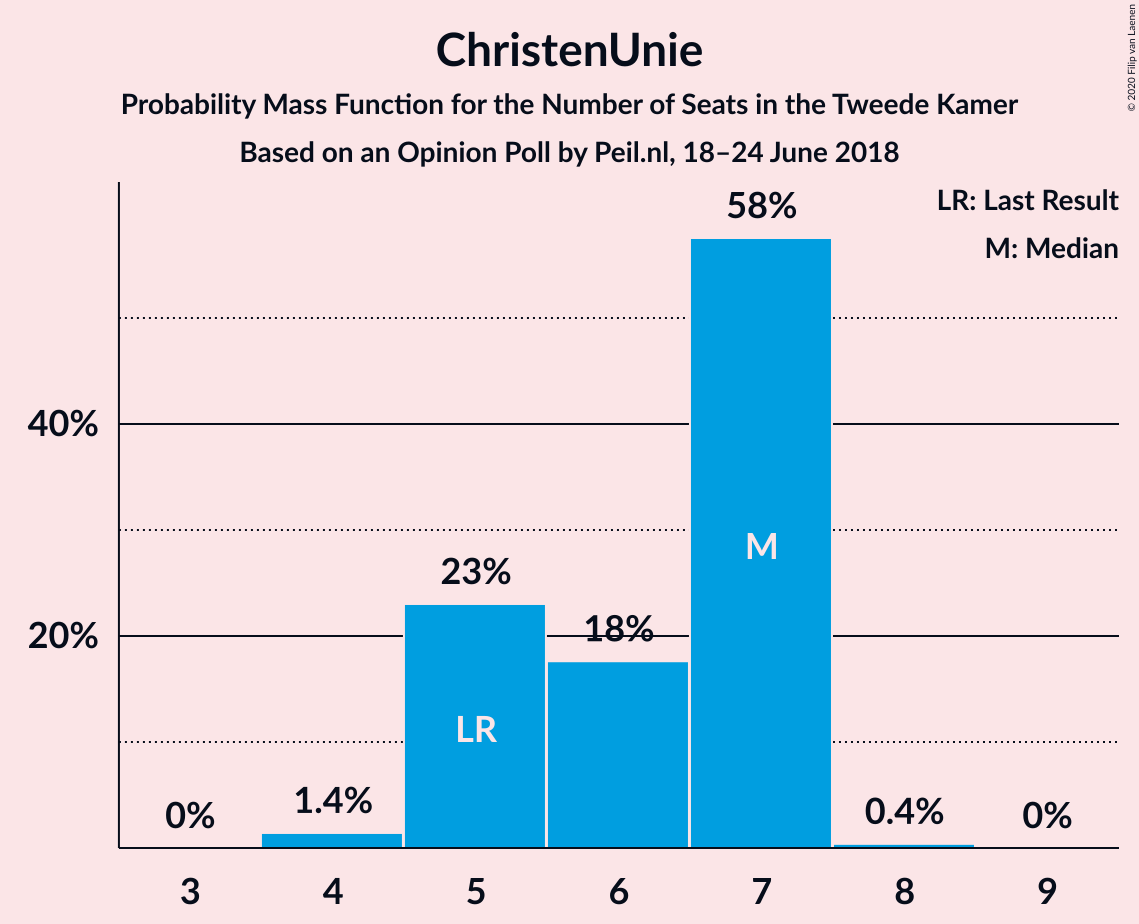 ChristenUnie
Probability Mass Function for the Number of Seats in the Tweede Kamer
Based on an Opinion Poll by Peil.nl, 18–24 June 2018
© 2020 Filip van Laenen
LR: Last Result
M: Median
58%
40%
M
23%
20%
18%
LR
0%
1.4%
0.4%
0%
3 4 5 6 7 8 9